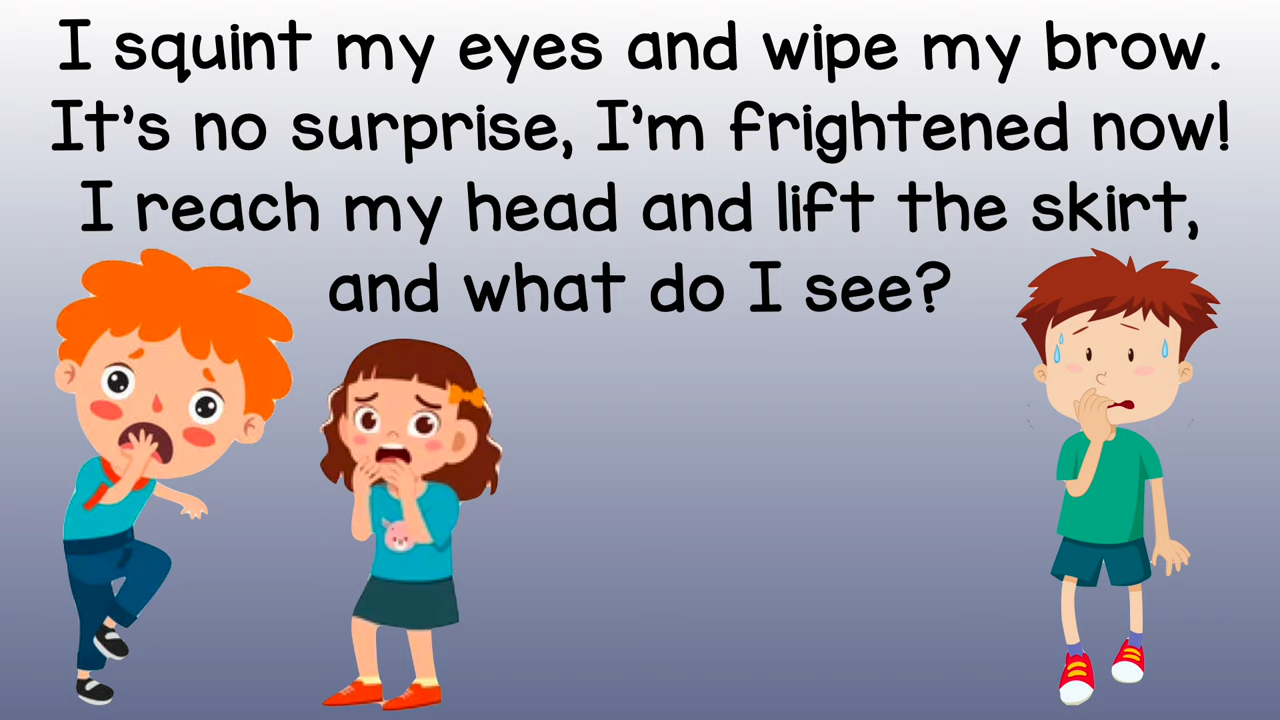 I squint my eyes and wipe my brow.
It's no surprise, I'm frightened now!
I reach my head and lift the skirt,
and what do I see?